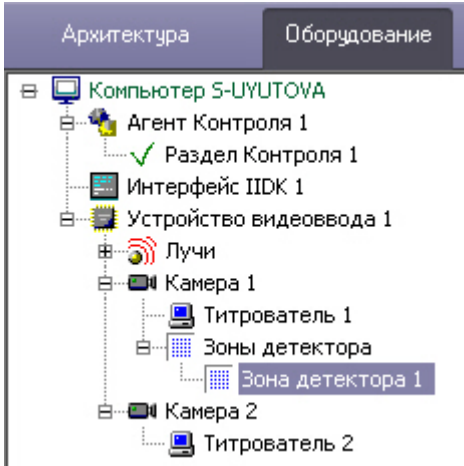 Архитектура
Оборудование
Компьютер S-UYUTOVA
Агент Контроля 1
Раздел Контроля 1
Интерфейс IIDK 1
Устройство видеоввода 1
Лучи
Камера 1
Титрователь 1
Зоны детектора
Зона детектора 1
Камера 2
Титрователь 2